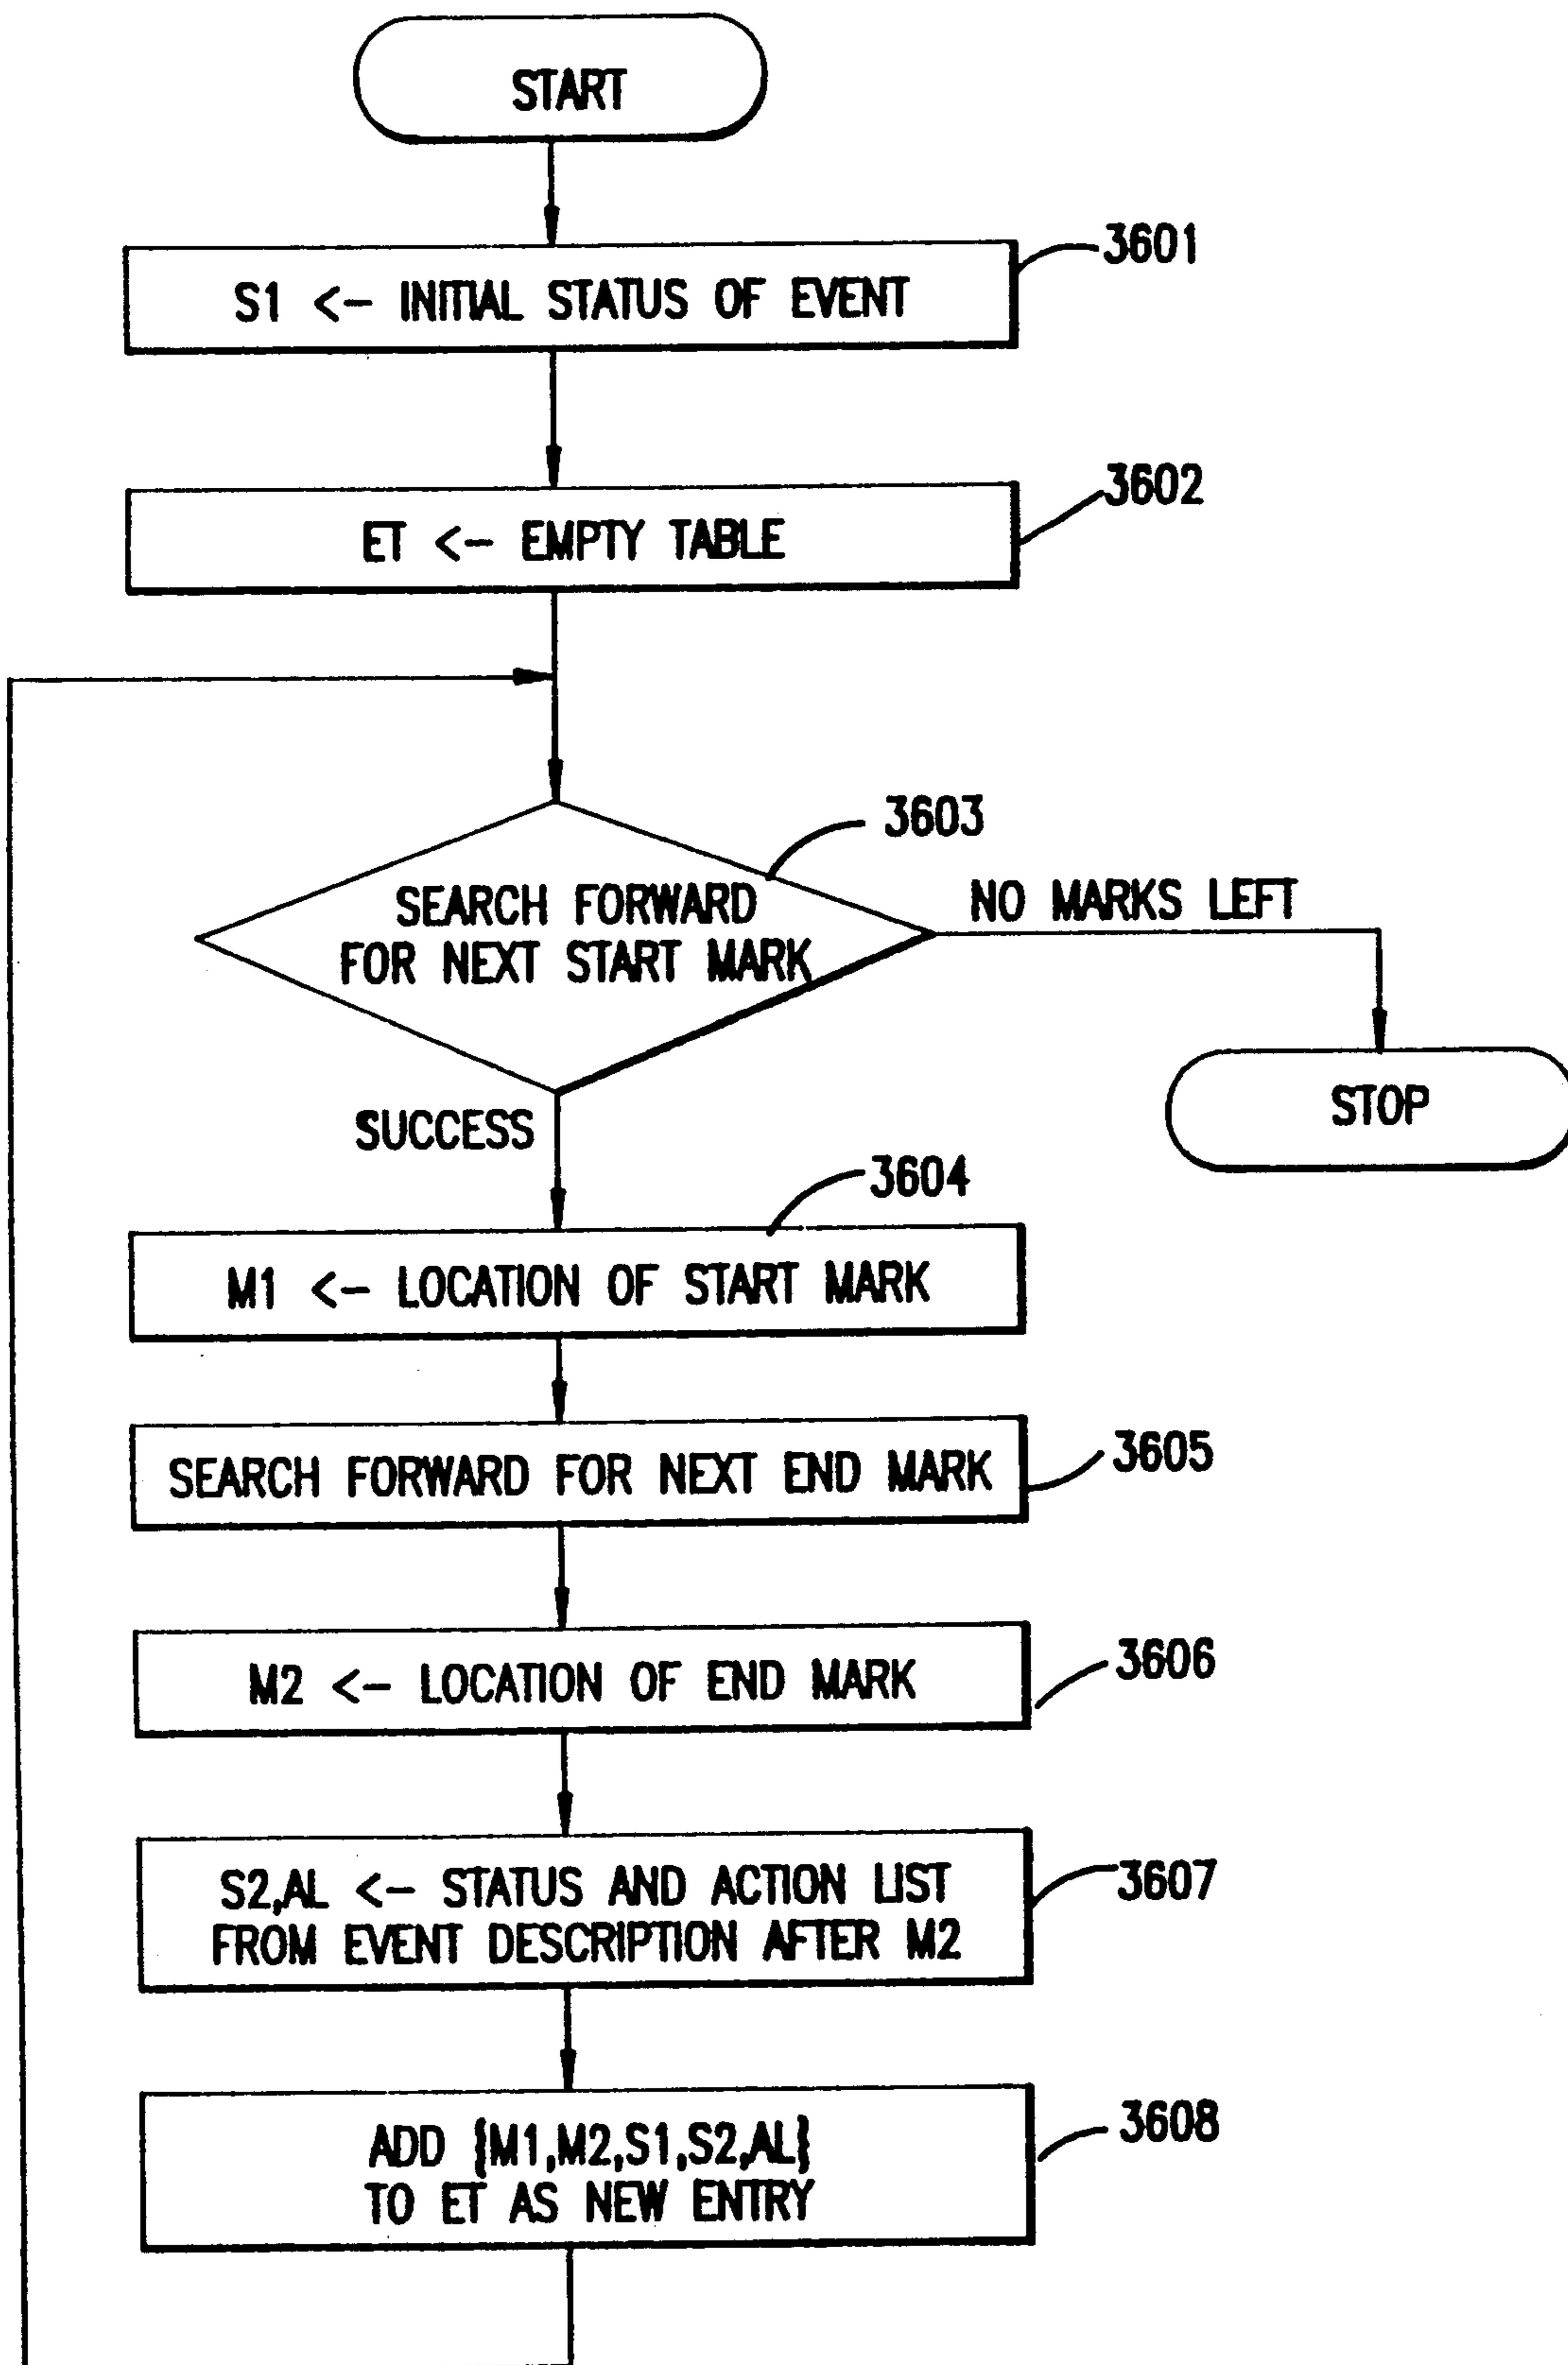 START
3601
S1 <- INITIAL STATUS OF EVENT
3602
ET <- EMPTY TABLE
3603
SEARCH FORWARD
FOR NEXT START MARK
NO MARKS LEFT
STOP
SUCCESS
3604
M1 <- LOCATION OF START MARK
3605
SEARCH FORWARD FOR NEXT END MARK
3606
M2 <- LOCATION OF END MARK
3607
S2,AL <- STATUS AND ACTION LIST
FROM EVENT DESCRIPTION AFTER M2
3608
ADD {M1,M2,S1,S2,AL}
TO ET AS NEW ENTRY